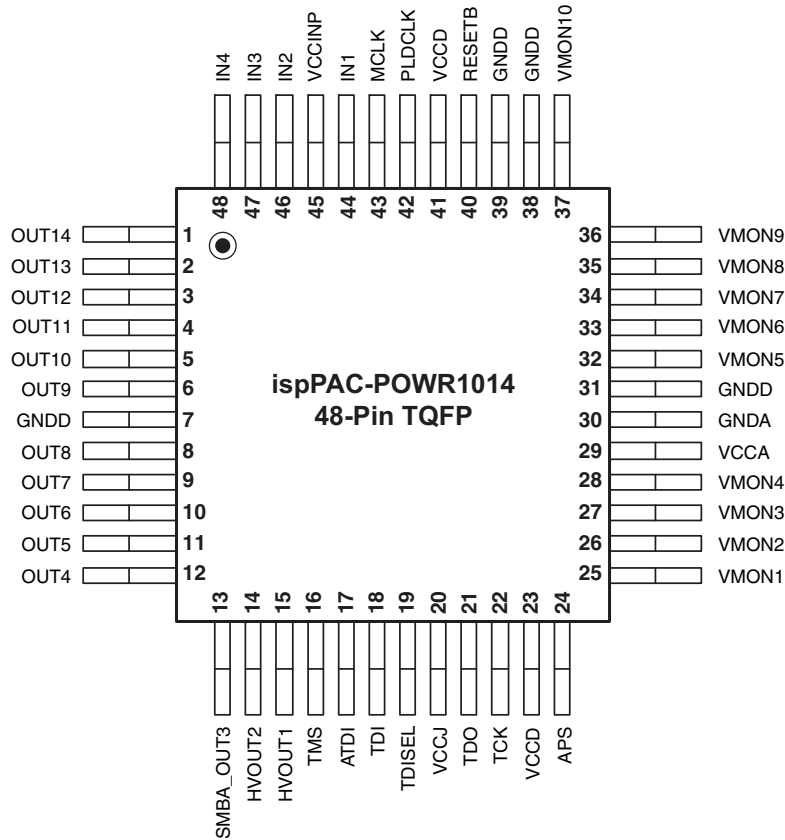 IN4
IN3
IN2
VCCINP
IN1
MCLK
PLDCLK
VCCD
RESETB
GNDD
GNDD
VMON10
48
47
46
45
44
43
42
41
40
39
38
37
OUT14 1
OUT13 2
OUT12 3
OUT11 4
OUT10 5
OUT9 6
GNDD 7
OUT8 8
OUT7 9
OUT6 10
OUT5 11
OUT4 12
ispPAC-POWR1014
48-Pin TQFP
36 VMON9
35 VMON8
34 VMON7
33 VMON6
32 VMON5
31 GNDD
30 GNDA
29 VCCA
28 VMON4
27 VMON3
26 VMON2
25 VMON1
13
14
15
16
17
18
19
20
21
22
23
24
SMBA_OUT3
HVOUT2
HVOUT1
TMS
ATDI
TDI
TDISEL
VCCJ
TDO
TCK
VCCD
APS